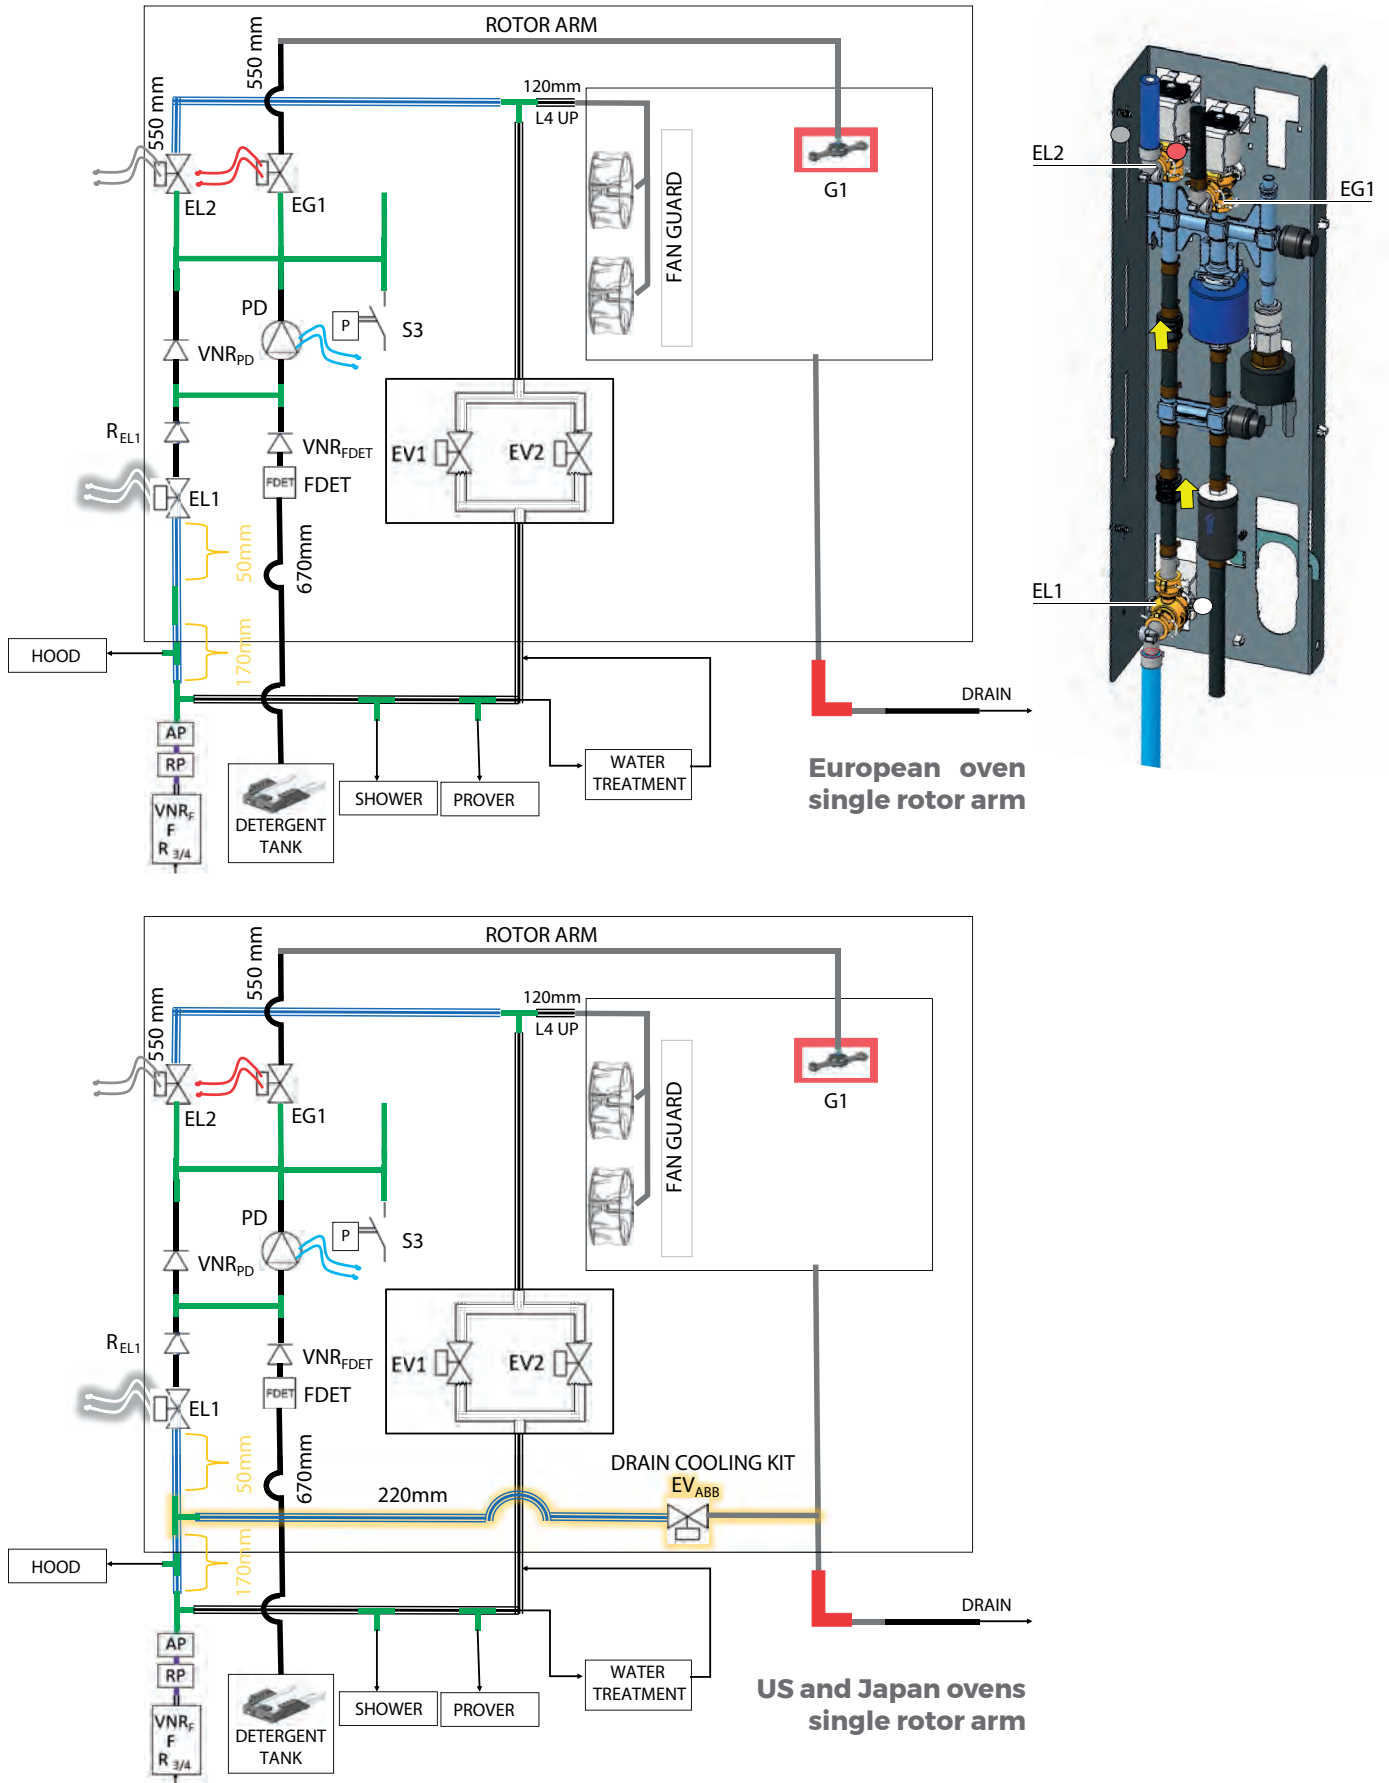 ROTOR ARM
550 mm
550 mm
120mm
L4 UP
EL2
EG1
G1
FAN GUARD
PD
P
S3
VNRPD
REL1
VNRFDET
FDET
FDET
EV1
EV2
EL1
50mm
670mm
170mm
HOOD
AP
RP
VNRF
F
R 3/4
DETERGENT
TANK
SHOWER
PROVER
WATER
TREATMENT
DRAIN
European oven
single rotor arm
EL2
EG1
EL1
ROTOR ARM
550 mm
550 mm
120mm
L4 UP
EL2
EG1
G1
FAN GUARD
PD
P
S3
VNRPD
REL1
VNRFDET
FDET
FDET
EV1
EV2
EL1
50mm
670mm
DRAIN COOLING KIT
EVABB
220mm
170mm
HOOD
AP
RP
VNRF
F
R 3/4
DETERGENT
TANK
SHOWER
PROVER
WATER
TREATMENT
DRAIN
US and Japan ovens
single rotor arm